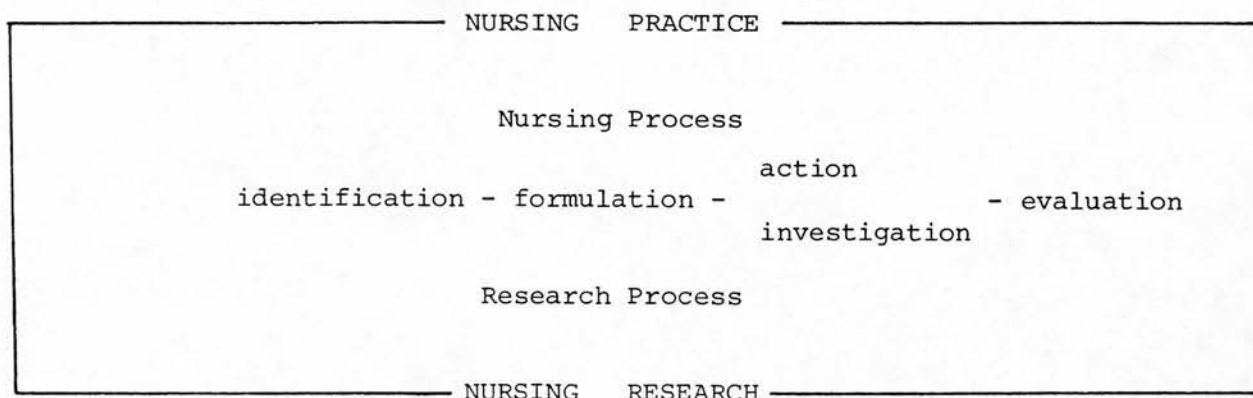 NURSING PRACTICE
Nursing Process
action
identification - formulation - - evaluation
investigation
Research Process
NURSING RESEARCH